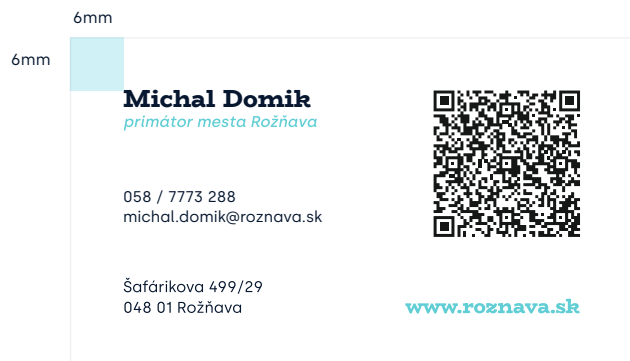 6mm
6mm
Michal Domik
primátor mesta Rožňava
058 / 7773 288
michal.domik@roznava.sk
Šafárikova 499/29
048 01 Rožňava
www.roznava.sk